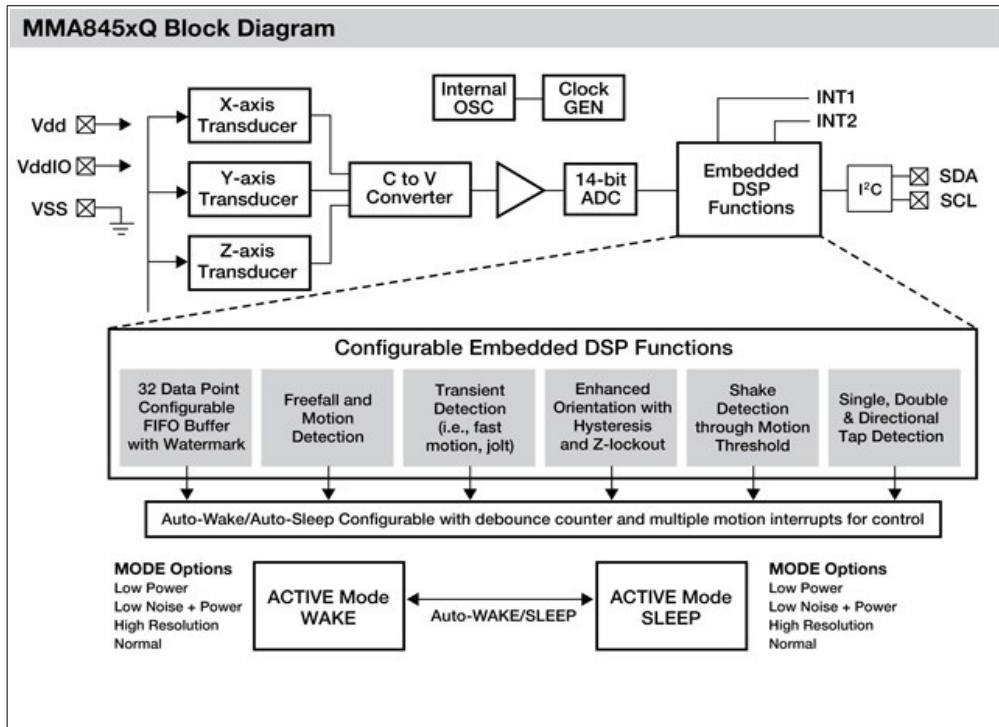 MMA845xQ Block Diagram
Vdd
VddIO
VSS
X-axis
Transducer
Y-axis
Transducer
Z-axis
Transducer
C to V
Converter
Internal
OSC
Clock
GEN
14-bit
ADC
Embedded
DSP
Functions
INT1
INT2
I²C
SDA
SCL
Configurable Embedded DSP Functions
32 Data Point
Configurable
FIFO Buffer
with Watermark
Freefall and
Motion
Detection
Transient
Detection
(i.e., fast
motion, jolt)
Enhanced
Orientation with
Hysteresis
and Z-lockout
Shake
Detection
through Motion
Threshold
Single, Double
& Directional
Tap Detection
Auto-Wake/Auto-Sleep Configurable with debounce counter and multiple motion interrupts for control
MODE Options
Low Power
Low Noise + Power
High Resolution
Normal
ACTIVE Mode
WAKE
Auto-WAKE/SLEEP
ACTIVE Mode
SLEEP
MODE Options
Low Power
Low Noise + Power
High Resolution
Normal